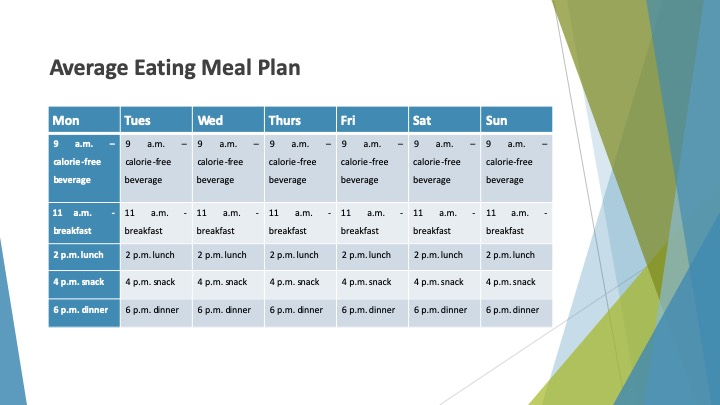 Average Eating Meal Plan
Mon Tues Wed Thurs Fri Sat Sun
9 a.m. – 9 a.m. – 9 a.m. – 9 a.m. – 9 a.m. – 9 a.m. – 9 a.m. –
calorie-free calorie-free calorie-free calorie-free calorie-free calorie-free calorie-free
beverage beverage beverage beverage beverage beverage beverage
11 a.m. - 11 a.m. - 11 a.m. - 11 a.m. - 11 a.m. - 11 a.m. - 11 a.m. -
breakfast breakfast breakfast breakfast breakfast breakfast breakfast
2 p.m. lunch 2 p.m. lunch 2 p.m. lunch 2 p.m. lunch 2 p.m. lunch 2 p.m. lunch 2 p.m. lunch
4 p.m. snack 4 p.m. snack 4 p.m. snack 4 p.m. snack 4 p.m. snack 4 p.m. snack 4 p.m. snack
6 p.m. dinner 6 p.m. dinner 6 p.m. dinner 6 p.m. dinner 6 p.m. dinner 6 p.m. dinner 6 p.m. dinner